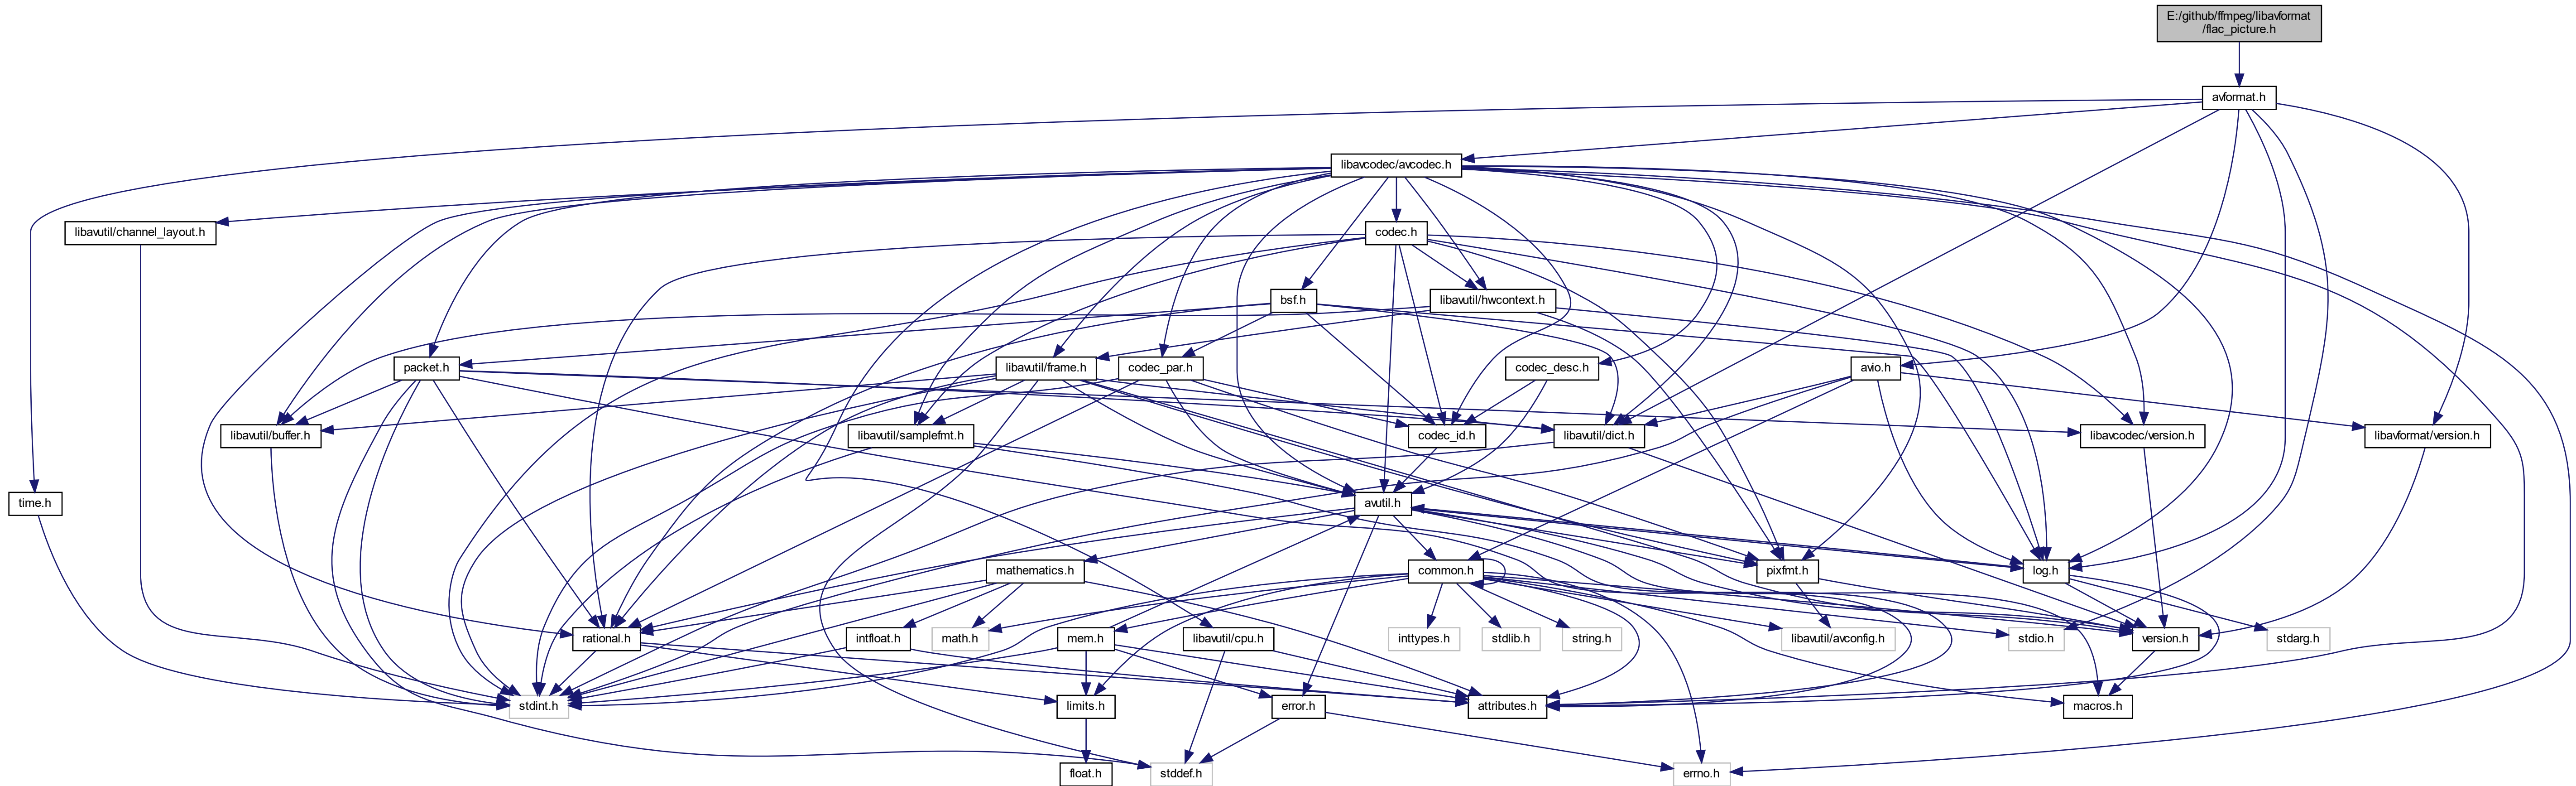 E:/github/ffmpeg/libavformat
/flac_picture.h
avformat.h
libavcodec/avcodec.h
libavutil/channel_layout.h
codec.h
bsf.h
libavutil/hwcontext.h
packet.h
libavutil/frame.h
codec_par.h
codec_desc.h
avio.h
libavutil/buffer.h
libavutil/samplefmt.h
codec_id.h
libavutil/dict.h
libavcodec/version.h
libavformat/version.h
time.h
avutil.h
mathematics.h
common.h
pixfmt.h
log.h
rational.h
intfloat.h
math.h
mem.h
libavutil/cpu.h
inttypes.h
stdlib.h
string.h
libavutil/avconfig.h
stdio.h
version.h
stdarg.h
stdint.h
limits.h
error.h
attributes.h
macros.h
float.h
stddef.h
errno.h